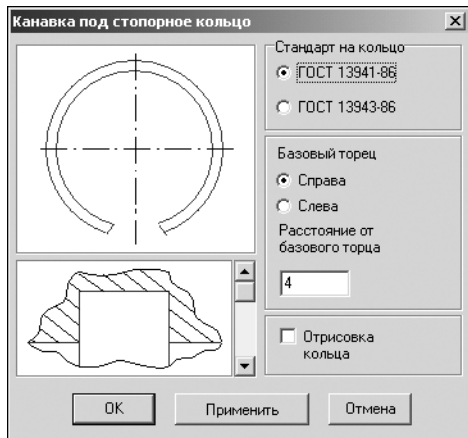 Канавка под стопорное кольцо
Стандарт на кольцо
ГОСТ 13941-86
ГОСТ 13943-86
Базовый торец
Справа
Слева
Расстояние от
базового торца
4
Отрисовка
кольца
OK
Применить
Отмена